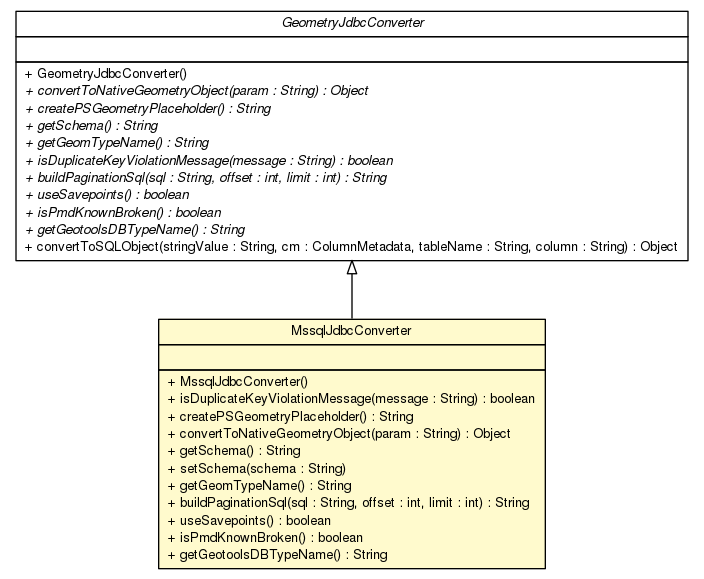 GeometryJdbcConverter
+ GeometryJdbcConverter()
+ convertToNativeGeometryObject(param : String) : Object
+ createPSGeometryPlaceholder() : String
+ getSchema() : String
+ getGeomTypeName() : String
+ isDuplicateKeyViolationMessage(message : String) : boolean
+ buildPaginationSql(sql : String, offset : int, limit : int) : String
+ useSavepoints() : boolean
+ isPmdKnownBroken() : boolean
+ getGeotoolsDBTypeName() : String
+ convertToSQLObject(stringValue : String, cm : ColumnMetadata, tableName : String, column : String) : Object
MssqlJdbcConverter
+ MssqlJdbcConverter()
+ isDuplicateKeyViolationMessage(message : String) : boolean
+ createPSGeometryPlaceholder() : String
+ convertToNativeGeometryObject(param : String) : Object
+ getSchema() : String
+ setSchema(schema : String)
+ getGeomTypeName() : String
+ buildPaginationSql(sql : String, offset : int, limit : int) : String
+ useSavepoints() : boolean
+ isPmdKnownBroken() : boolean
+ getGeotoolsDBTypeName() : String